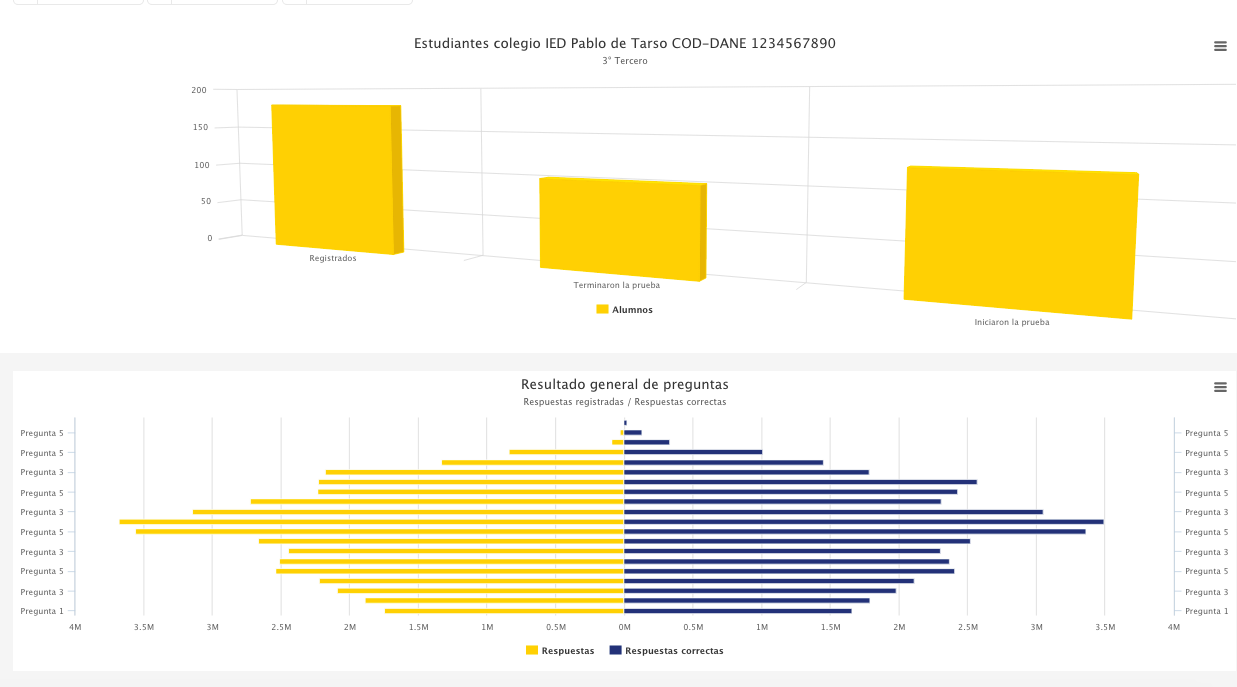 Estudiantes colegio IED Pablo de Tarso COD-DANE 1234567890
3° Tercero
200
150
100
50
0
Registrados
Terminaron la prueba
Iniciaron la prueba
Alumnos
Resultado general de preguntas
Respuestas registradas / Respuestas correctas
Pregunta 5 Pregunta 5
Pregunta 5 Pregunta 5
Pregunta 3 Pregunta 3
Pregunta 5 Pregunta 5
Pregunta 3 Pregunta 3
Pregunta 5 Pregunta 5
Pregunta 3 Pregunta 3
Pregunta 5 Pregunta 5
Pregunta 3 Pregunta 3
Pregunta 1 Pregunta 1
4M 3.5M 3M 2.5M 2M 1.5M 1M 0.5M 0M 0.5M 1M 1.5M 2M 2.5M 3M 3.5M 4M
Respuestas Respuestas correctas